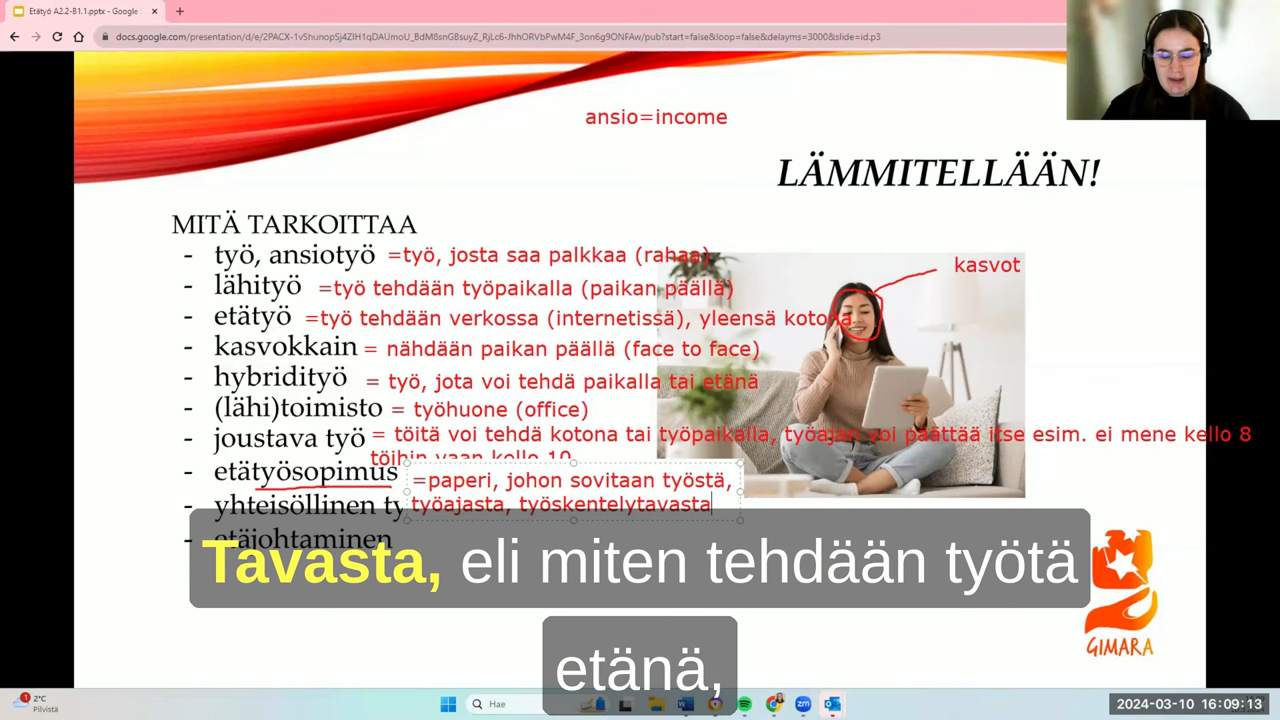 Etätyö A2.2-B1.1.pptx - Google
docs.google.com/presentation/d/e/2PACX-1vShunopSj4ZIH1qDAUmoU_BdM8snGBsuyZ_RjLc6-JhhORVbPwM4F_3on6g9ONFAw/pub?start=false&loop=false&delayms=3000&slide=id.p3
ansio=income
LÄMMITELLÄÄN!
MITÄ TARKOITTAA
- työ, ansiotyö =työ, josta saa palkkaa (rahaa)
kasvot
- lähityö =työ tehdään työpaikalla (paikan päällä)
- etätyö =työ tehdään verkossa (internetissä), yleensä kotona
- kasvokkain = nähdään paikan päällä (face to face)
- hybridityö = työ, jota voi tehdä paikalla tai etänä
- (lähi)toimisto = työhuone (office)
- joustava työ = töitä voi tehdä kotona tai työpaikalla, työajan voi päättää itse esim. ei mene kello 8
töihin vaan kello 10
- etätyösopimus =paperi, johon sovitaan työstä,
työajasta, työskentelytavasta
- yhteisöllinen ty
- etäjohtaminen
Tavasta, eli miten tehdään työtä
etänä,
GIMARA
1
2°C
Pilvistä
Hae
2024-03-10 16:09:13